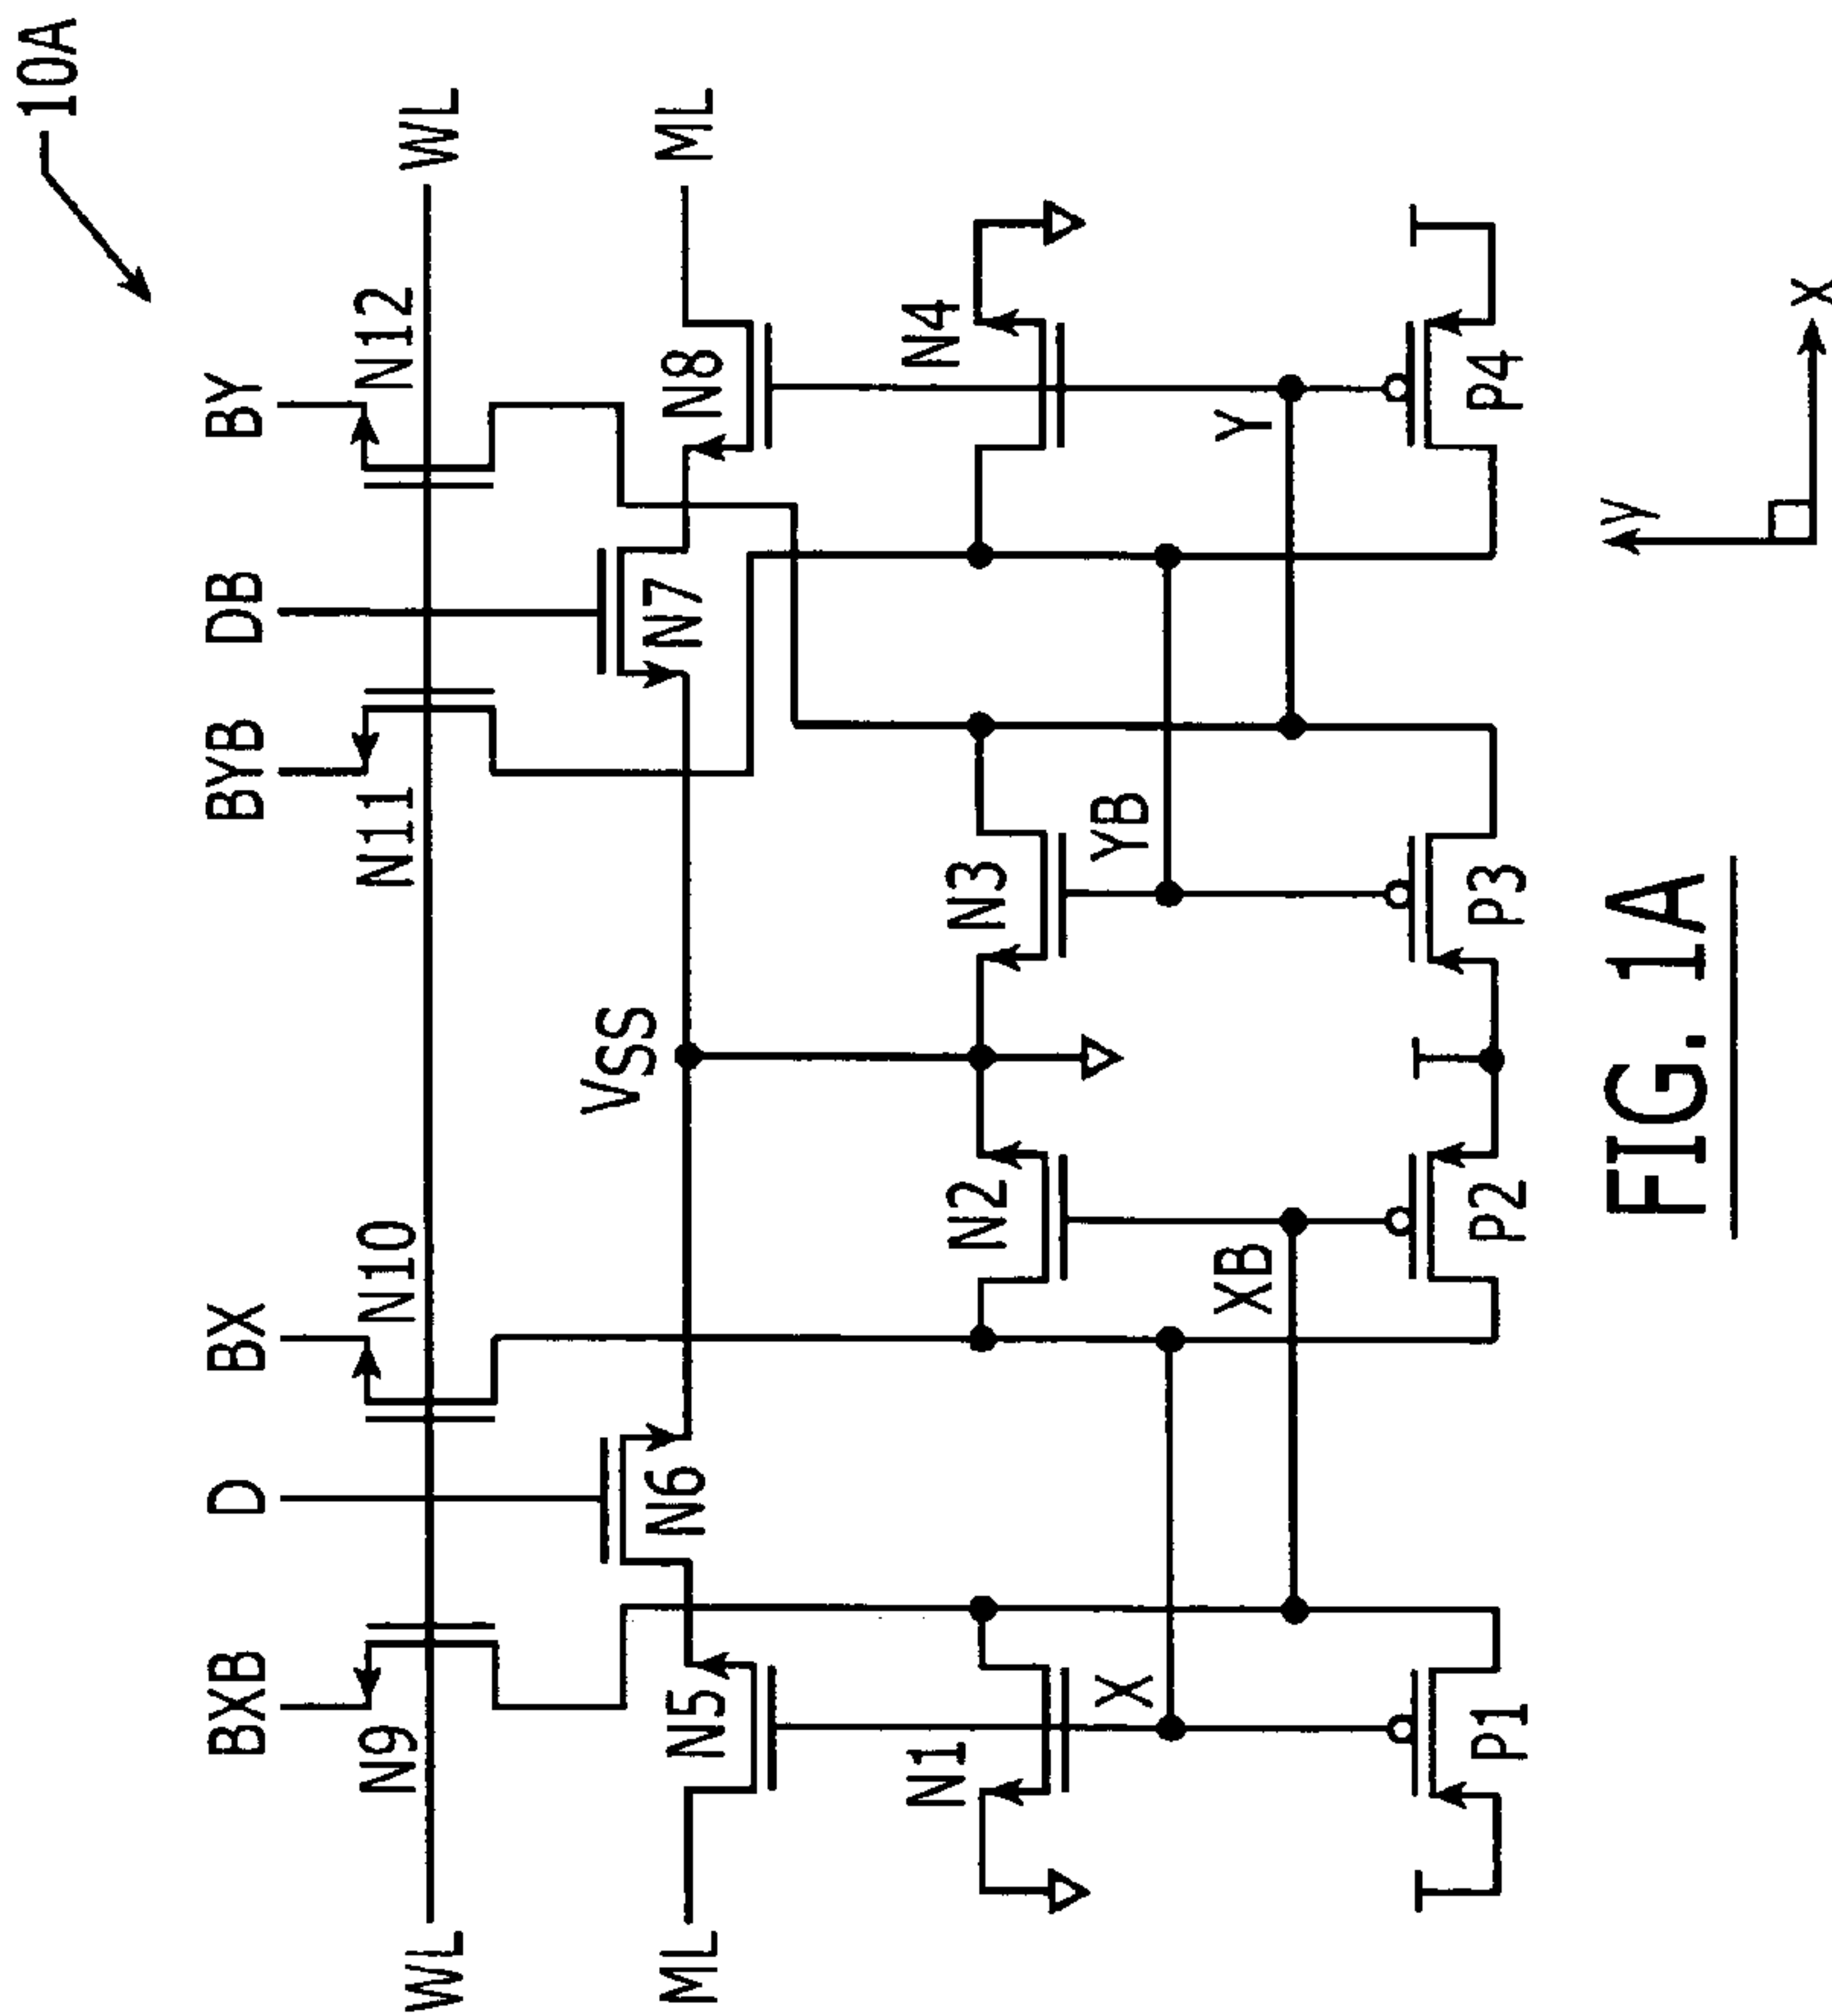 10A
BXB
D
BX
BYB
DB
BY
N9
N10
N11
N12
WL
WL
VSS
ML
N5
N6
N7
N8
ML
N1
N2
N3
N4
X
XB
YB
Y
P1
P2
P3
P4
FIG. 1A
y
x